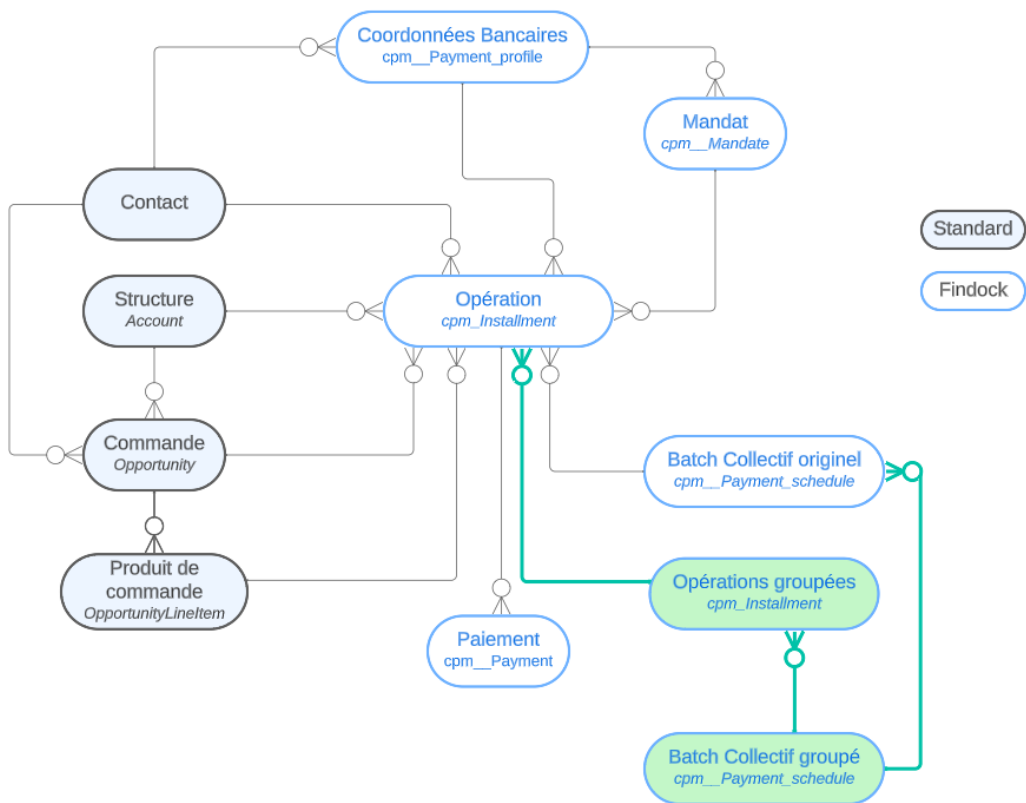 Coordonnées Bancaires
cpm__Payment_profile
Mandat
cpm__Mandate
Contact
Standard
Structure
Account
Opération
cpm_Installment
Findock
Commande
Opportunity
Batch Collectif originel
cpm__Payment_schedule
Produit de
commande
OpportunityLineItem
Opérations groupées
cpm_Installment
Paiement
cpm__Payment
Batch Collectif groupé
cpm__Payment_schedule